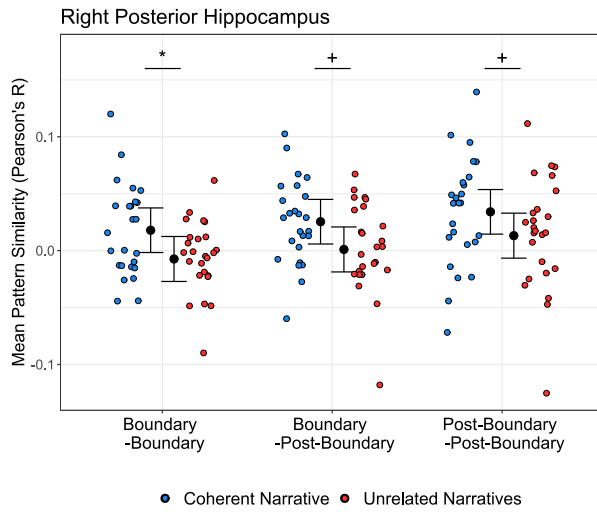 Right Posterior Hippocampus
* + +
Mean Pattern Similarity (Pearson's R)
0.1
0.0
-0.1
Boundary
-Boundary
Boundary
-Post-Boundary
Post-Boundary
-Post-Boundary
Coherent Narrative Unrelated Narratives